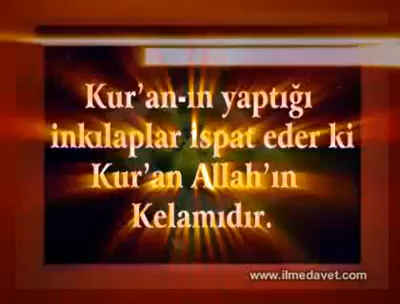 Kur'an-ın yaptığı
inkılaplar ispat eder ki
Kur'an Allah'ın
Kelamıdır.
www.ilmedavet.com